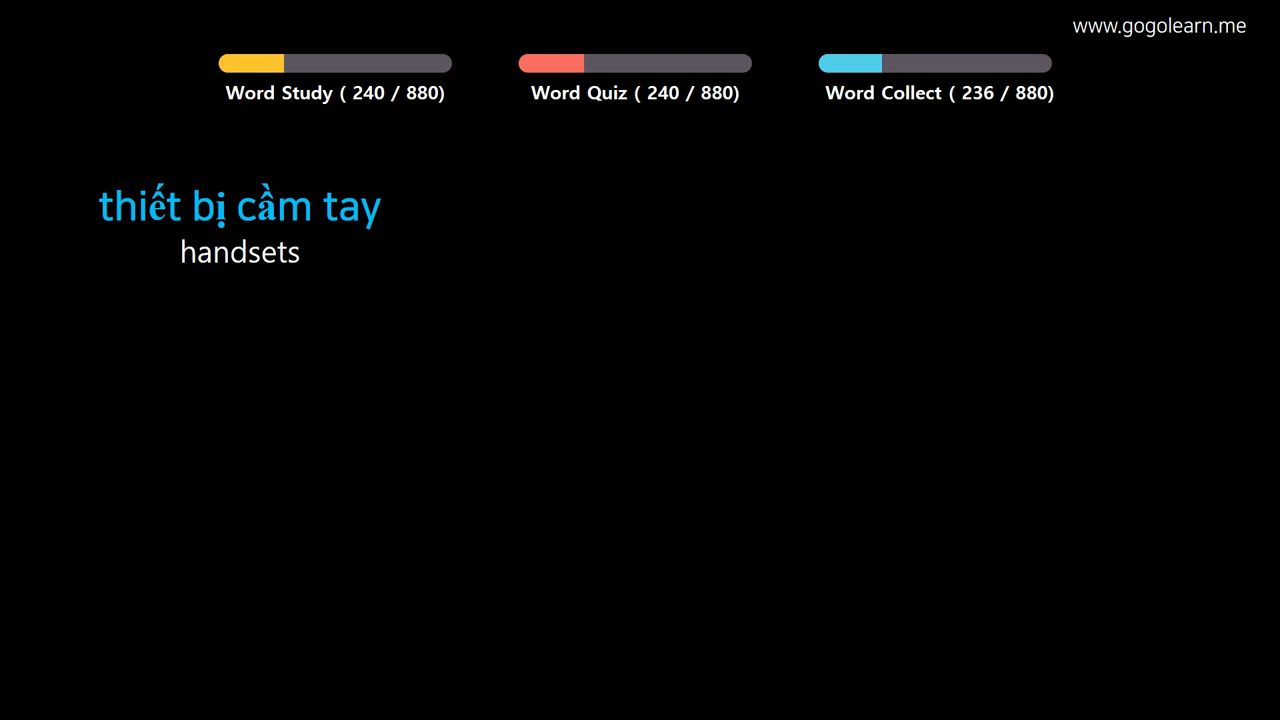 www.gogolearn.me
Word Study ( 240 / 880)
Word Quiz ( 240 / 880)
Word Collect ( 236 / 880)
thiết bị cầm tay
handsets